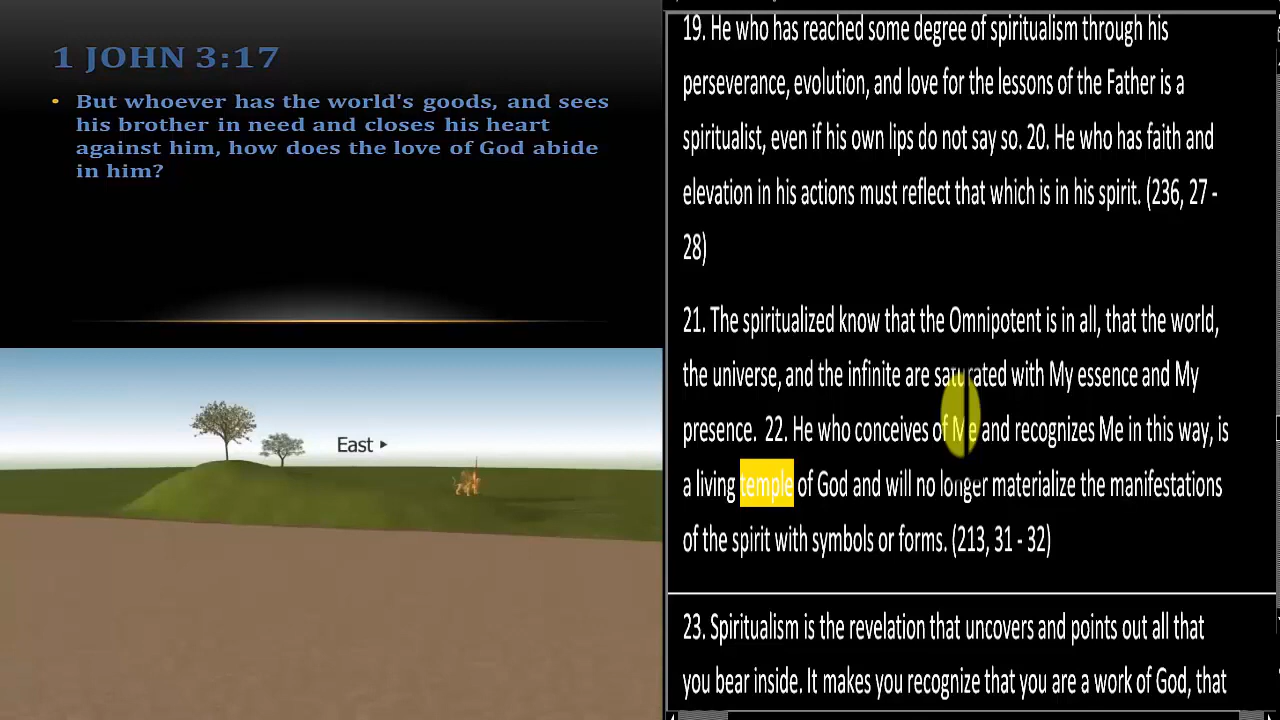 1 JOHN 3:17
• But whoever has the world's goods, and sees
his brother in need and closes his heart
against him, how does the love of God abide
in him?
East ▸
19. He who has reached some degree of spiritualism through his
perseverance, evolution, and love for the lessons of the Father is a
spiritualist, even if his own lips do not say so. 20. He who has faith and
elevation in his actions must reflect that which is in his spirit. (236, 27 -
28)
21. The spiritualized know that the Omnipotent is in all, that the world,
the universe, and the infinite are saturated with My essence and My
presence. 22. He who conceives of Me and recognizes Me in this way, is
a living temple of God and will no longer materialize the manifestations
of the spirit with symbols or forms. (213, 31 - 32)
23. Spiritualism is the revelation that uncovers and points out all that
you bear inside. It makes you recognize that you are a work of God, that